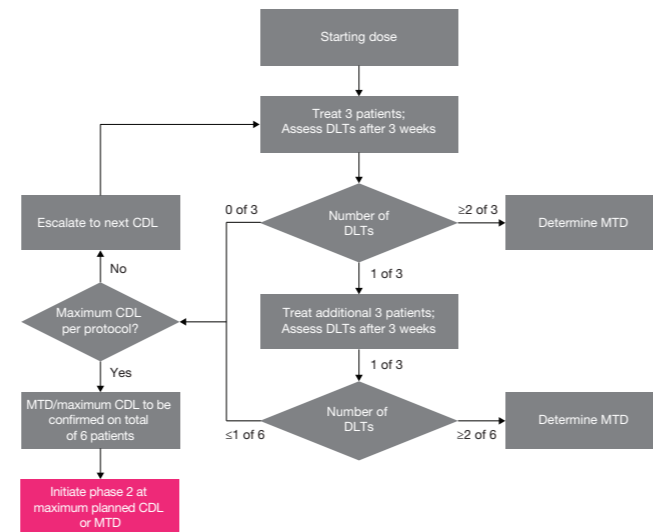 Starting dose
Treat 3 patients;
Assess DLTs after 3 weeks
Escalate to next CDL
0 of 3
Number of
DLTs
≥2 of 3
Determine MTD
No
1 of 3
Maximum CDL
per protocol?
Treat additional 3 patients;
Assess DLTs after 3 weeks
Yes
1 of 3
MTD/maximum CDL to be
confirmed on total
of 6 patients
≤1 of 6
Number of
DLTs
≥2 of 6
Determine MTD
Initiate phase 2 at
maximum planned CDL
or MTD